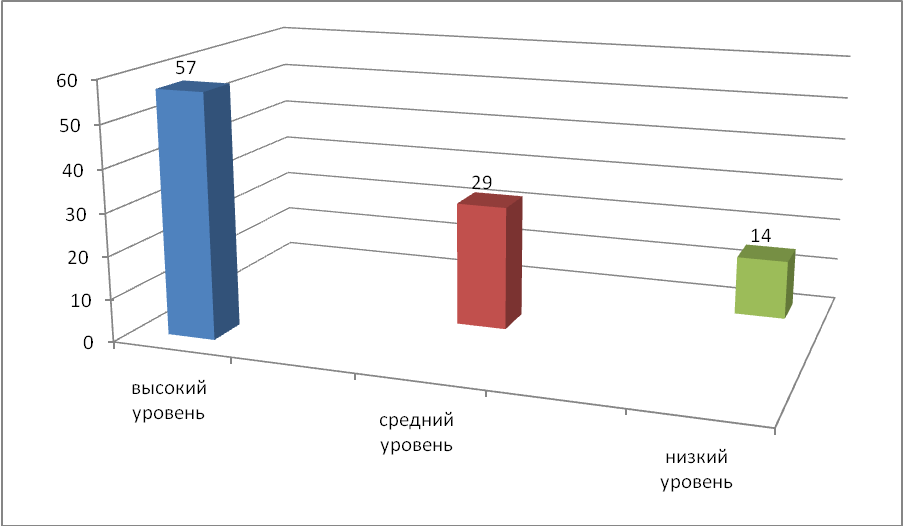 60
50
40
30
20
10
0
57
29
14
высокий
уровень
средний
уровень
низкий
уровень